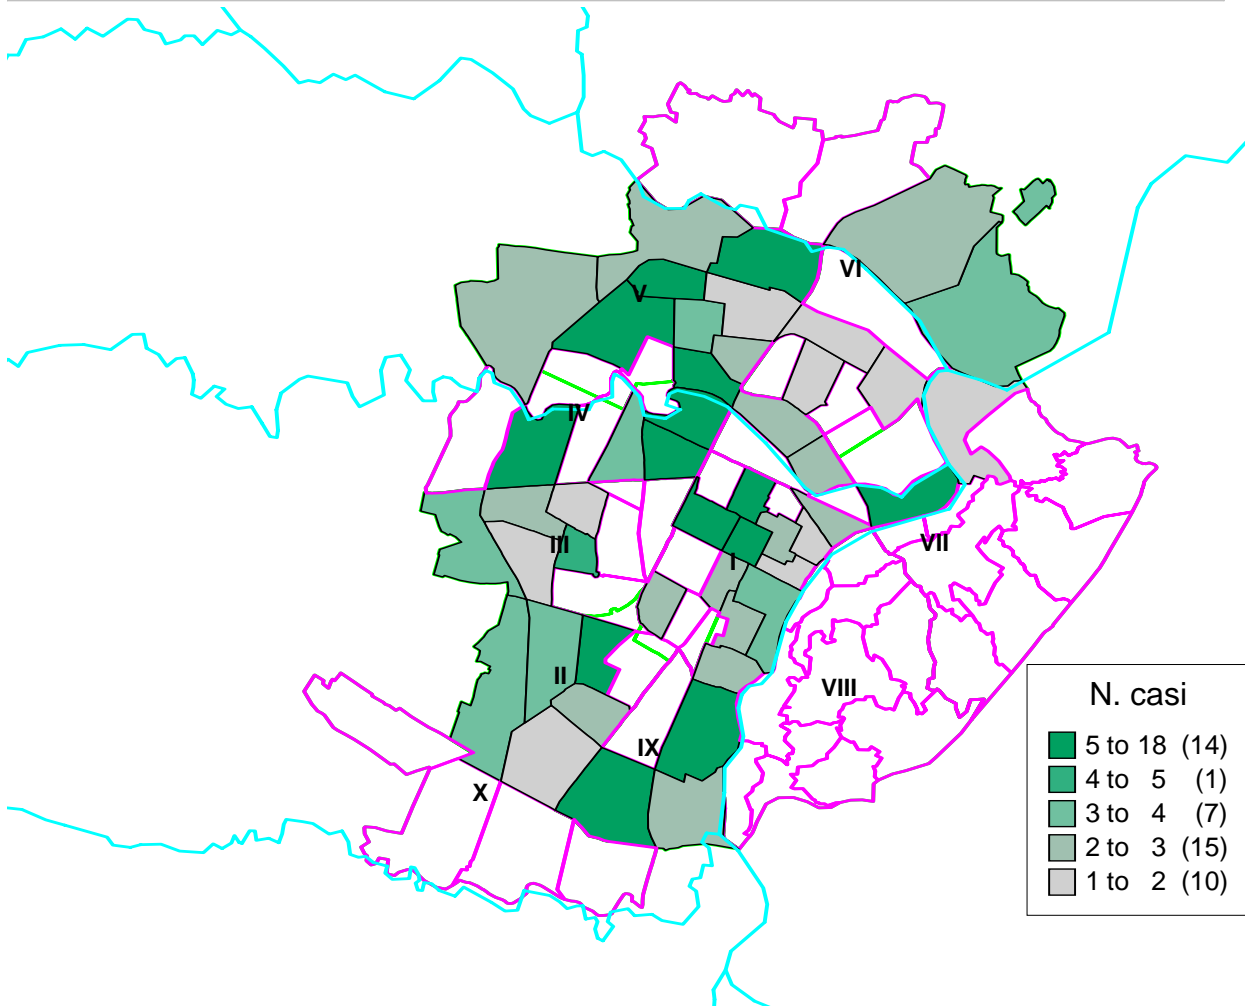 VI
V
IV
VII
III
I
II
VIII
IX
X
N. casi
5 to 18 (14)
4 to 5 (1)
3 to 4 (7)
2 to 3 (15)
1 to 2 (10)